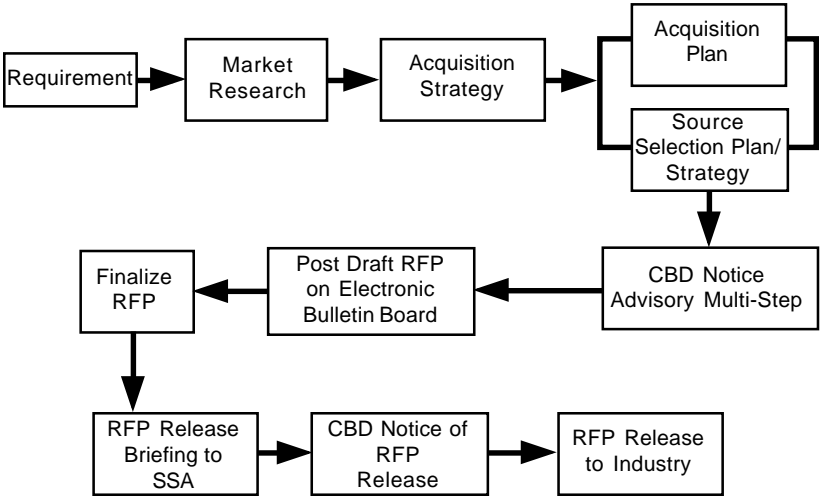 Requirement
Market
Research
Acquisition
Strategy
Acquisition
Plan
Source
Selection Plan/
Strategy
CBD Notice
Advisory Multi-Step
Post Draft RFP
on Electronic
Bulletin Board
Finalize
RFP
RFP Release
Briefing to
SSA
CBD Notice of
RFP
Release
RFP Release
to Industry